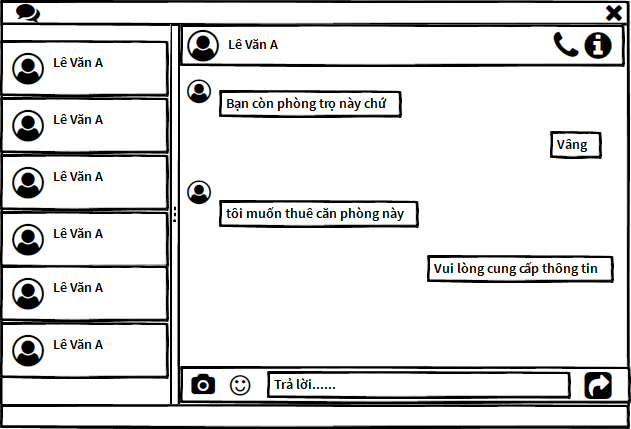 Lê Văn A
Lê Văn A
Lê Văn A
Lê Văn A
Lê Văn A
Lê Văn A
Lê Văn A
Bạn còn phòng trọ này chứ
Vâng
tôi muốn thuê căn phòng này
Vui lòng cung cấp thông tin
Trả lời......